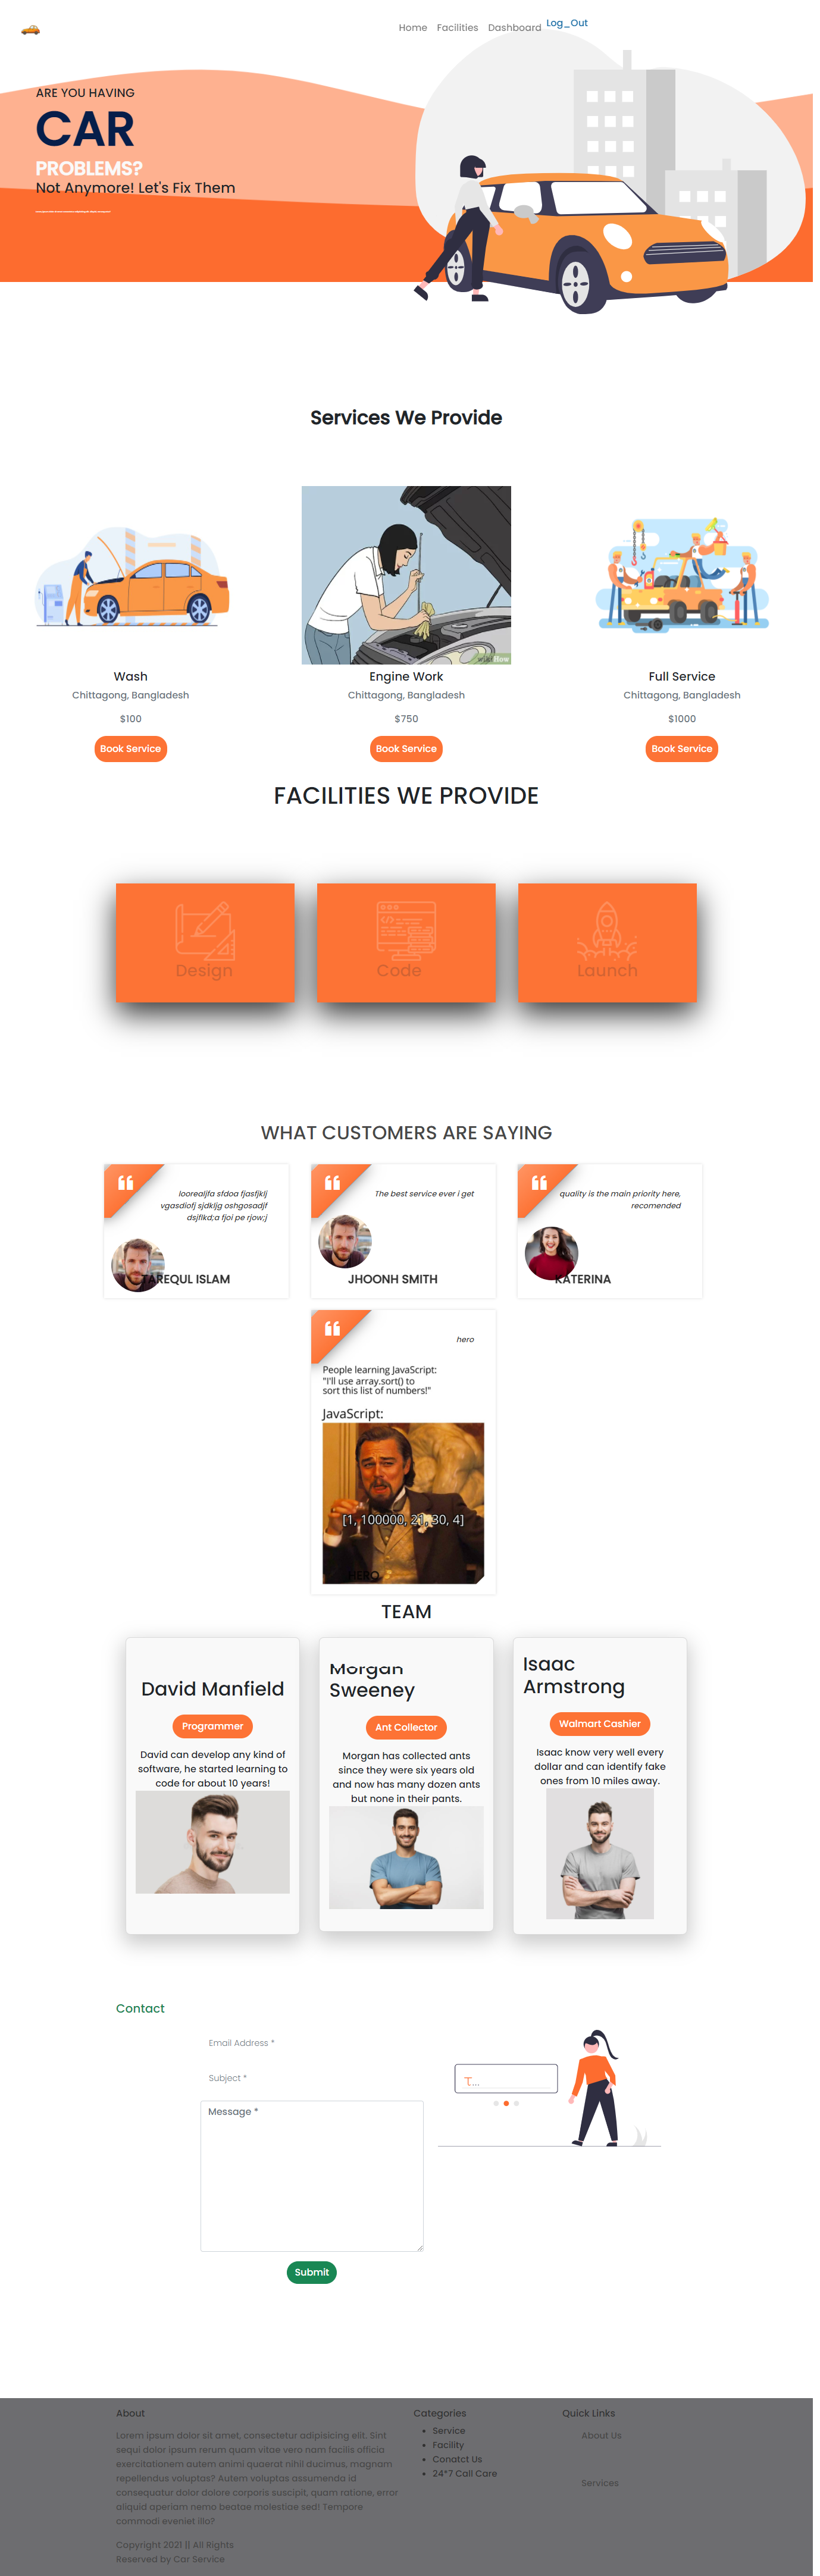 Home Facilities Dashboard Log_Out
ARE YOU HAVING
CAR
PROBLEMS?
Not Anymore! Let's Fix Them
Services We Provide
wikiHow
Wash
Chittagong, Bangladesh
$100
Book Service
Engine Work
Chittagong, Bangladesh
$750
Book Service
Full Service
Chittagong, Bangladesh
$1000
Book Service
FACILITIES WE PROVIDE
Design
Code
Launch
WHAT CUSTOMERS ARE SAYING
loorealjfa sfdoa fjasfjklj
vgasdiofj sjdkljg oshgosadjf
dsjflkd;a fjoi pe rjow;j
TAREQUL ISLAM
The best service ever i get
JHOONH SMITH
quality is the main priority here,
recomended
KATERINA
hero
People learning JavaScript:
"I'll use array.sort() to
sort this list of numbers!"
JavaScript:
[1, 100000, 21, 30, 4]
HERO
TEAM
David Manfield
Programmer
David can develop any kind of
software, he started learning to
code for about 10 years!
Morgan
Sweeney
Ant Collector
Morgan has collected ants
since they were six years old
and now has many dozen ants
but none in their pants.
Isaac
Armstrong
Walmart Cashier
Isaac know very well every
dollar and can identify fake
ones from 10 miles away.
Contact
Email Address *
Subject *
Message *
Submit
T...
About
Lorem ipsum dolor sit amet, consectetur adipisicing elit. Sint
sequi dolor ipsum rerum quam vitae vero nam facilis officia
exercitationem autem animi quaerat nihil ducimus, magnam
repellendus voluptas? Autem voluptas assumenda id
consequatur dolor dolore corporis suscipit, quam ratione, error
aliquid aperiam nemo beatae molestiae sed! Tempore
commodi eveniet illo?
Copyright 2021 || All Rights
Reserved by Car Service
Categories
Service
Facility
Conatct Us
24*7 Call Care
Quick Links
About Us
Services